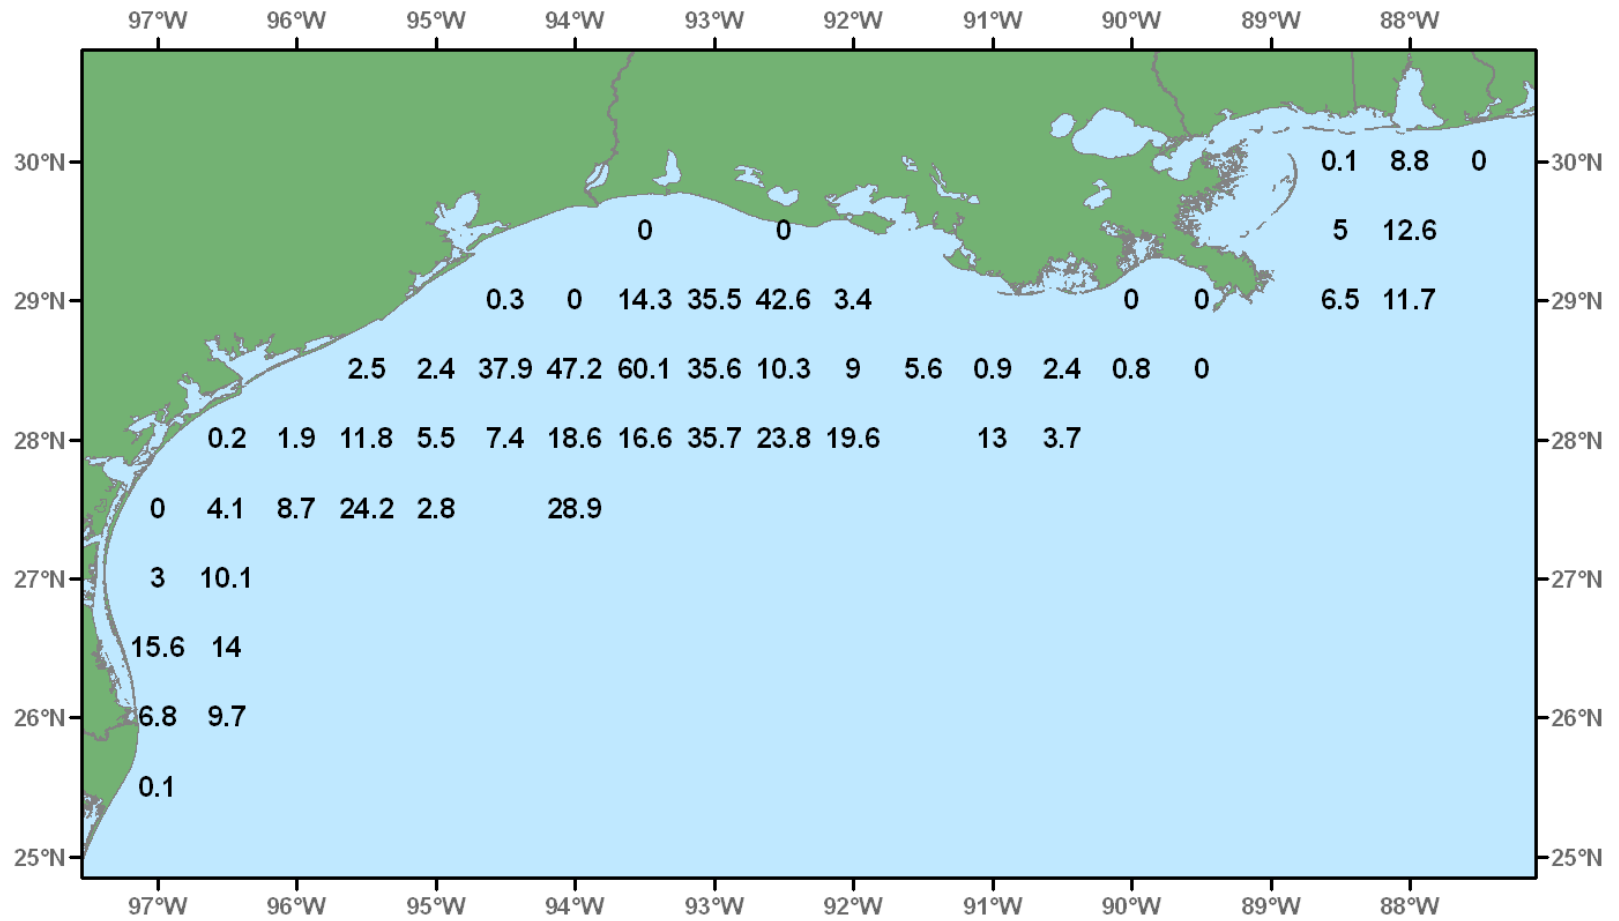 97°W 96°W 95°W 94°W 93°W 92°W 91°W 90°W 89°W 88°W
30°N 0.1 8.8 0 30°N
0 0 5 12.6
29°N 0.3 0 14.3 35.5 42.6 3.4 0 0 6.5 11.7 29°N
2.5 2.4 37.9 47.2 60.1 35.6 10.3 9 5.6 0.9 2.4 0.8 0
28°N 0.2 1.9 11.8 5.5 7.4 18.6 16.6 35.7 23.8 19.6 13 3.7 28°N
0 4.1 8.7 24.2 2.8 28.9
27°N 3 10.1 27°N
15.6 14
26°N 6.8 9.7 26°N
0.1
25°N 25°N
97°W 96°W 95°W 94°W 93°W 92°W 91°W 90°W 89°W 88°W